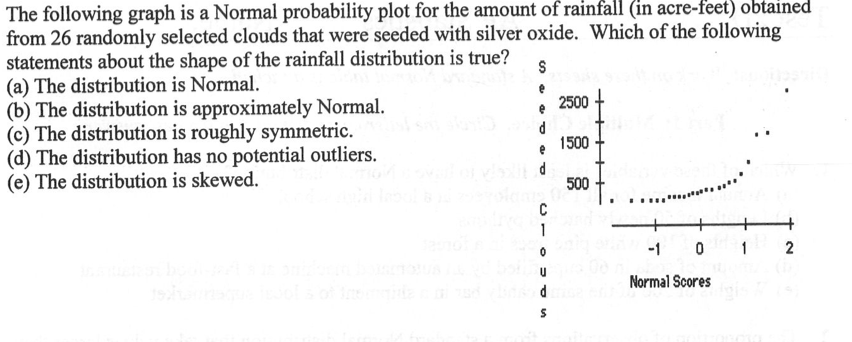 The following graph is a Normal probability plot for the amount of rainfall (in acre-feet) obtained
from 26 randomly selected clouds that were seeded with silver oxide. Which of the following
statements about the shape of the rainfall distribution is true?
(a) The distribution is Normal.
(b) The distribution is approximately Normal.
(c) The distribution is roughly symmetric.
(d) The distribution has no potential outliers.
(e) The distribution is skewed.
Seeded Clouds
2500
1500
500
-1 0 1 2
Normal Scores